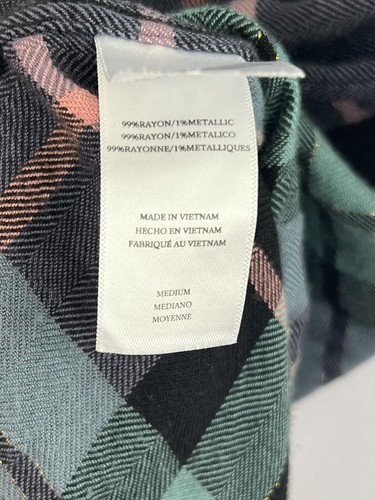 99%RAYON/1%METALLIC
99%RAYON/1%METALICO
99%RAYONNE/1%METALLIQUES
MADE IN VIETNAM
HECHO EN VIETNAM
FABRIQUÉ AU VIETNAM
MEDIUM
MEDIANO
MOYENNE